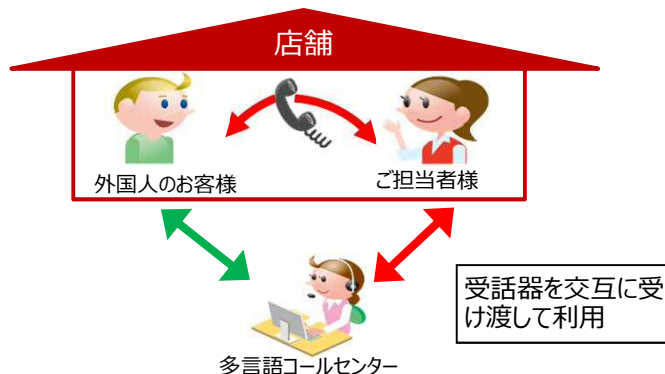 店舗
外国人のお客様
ご担当者様
受話器を交互に受
け渡して利用
多言語コールセンター